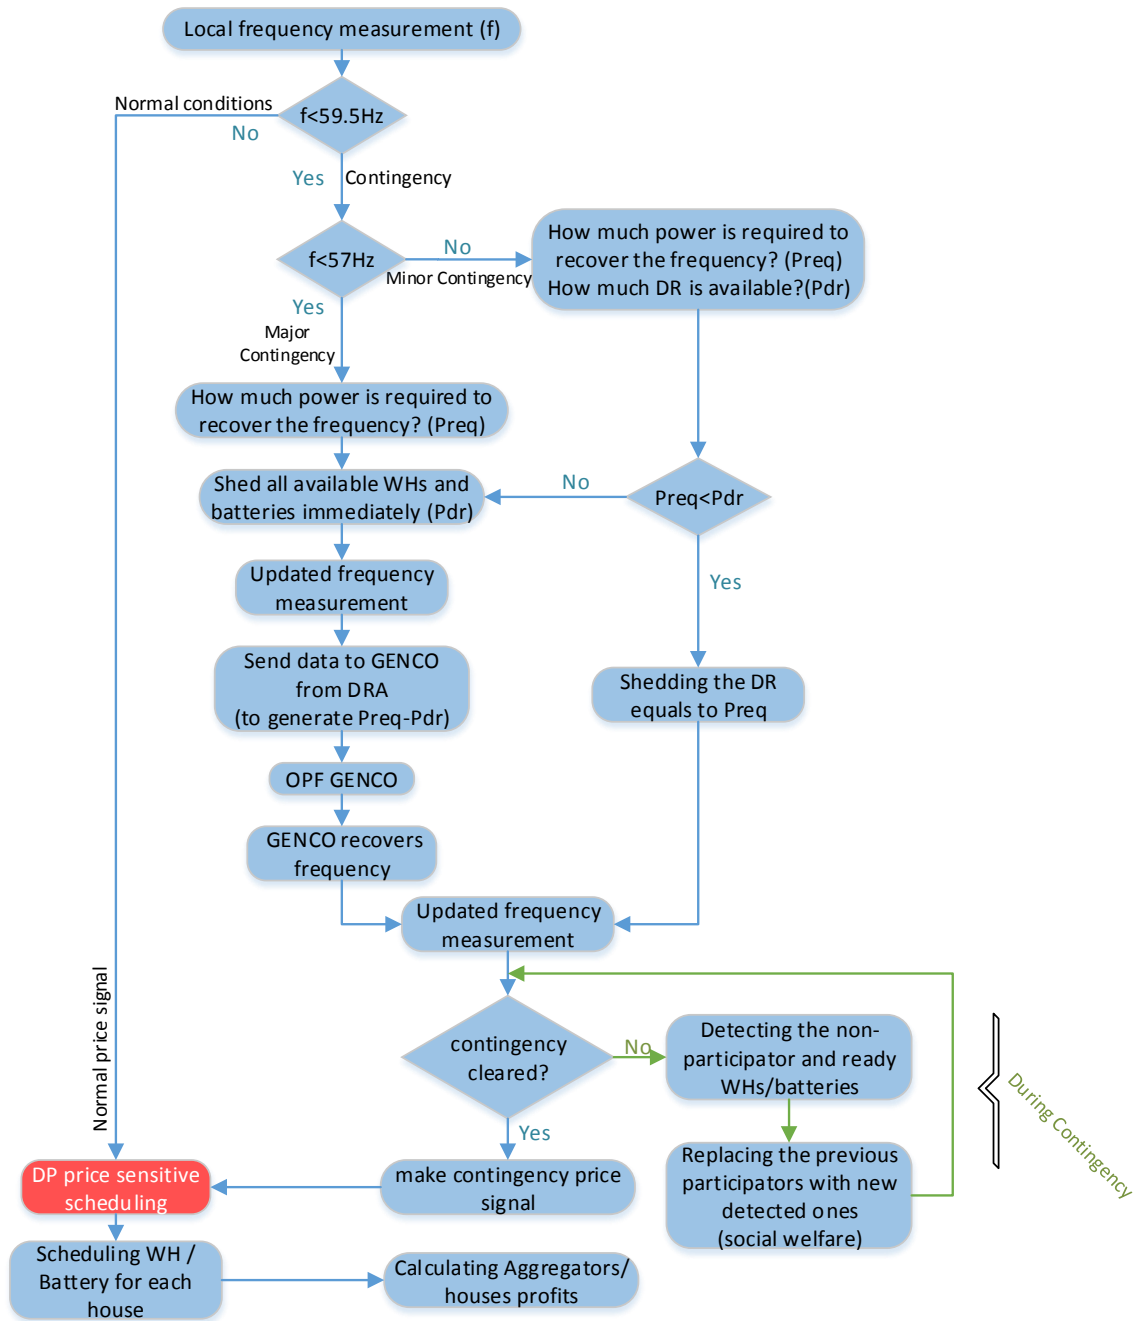 Local frequency measurement (f)
Normal conditions
f<59.5Hz
No
Yes
Contingency
f<57Hz
No
Minor Contingency
How much power is required to
recover the frequency? (Preq)
How much DR is available?(Pdr)
Yes
Major
Contingency
How much power is required to
recover the frequency? (Preq)
Shed all available WHs and
batteries immediately (Pdr)
No
Preq<Pdr
Yes
Updated frequency
measurement
Send data to GENCO
from DRA
(to generate Preq-Pdr)
Shedding the DR
equals to Preq
OPF GENCO
GENCO recovers
frequency
Updated frequency
measurement
Normal price signal
contingency
cleared?
No
Detecting the non-
participator and ready
WHs/batteries
During Contingency
Yes
Replacing the previous
participators with new
detected ones
(social welfare)
make contingency price
signal
DP price sensitive
scheduling
Scheduling WH /
Battery for each
house
Calculating Aggregators/
houses profits